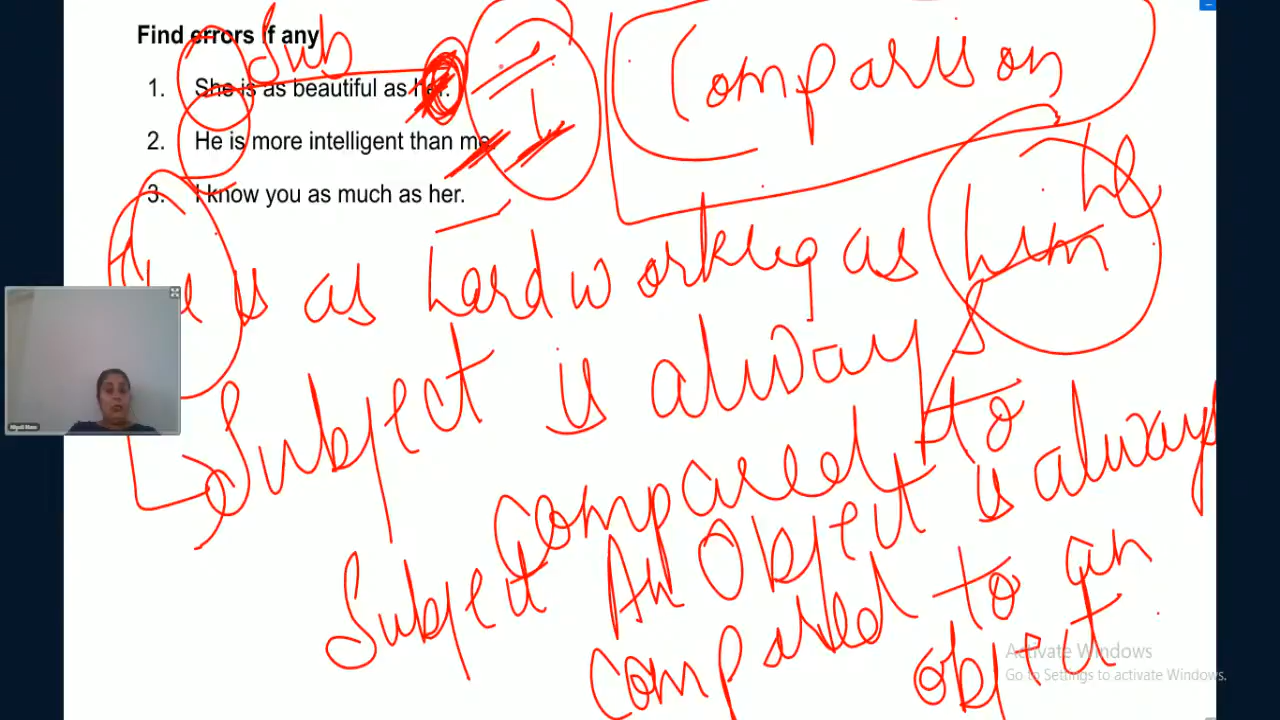 Find errors if any
Sub
Comparison
1. She is as beautiful as her.
I
2. He is more intelligent than me.
he
3. I know you as much as her.
He is as hardworking as him
Subject is always
compared to
Subject An Object is always
compared to an
object
Activate Windows
Go to Settings to activate Windows.